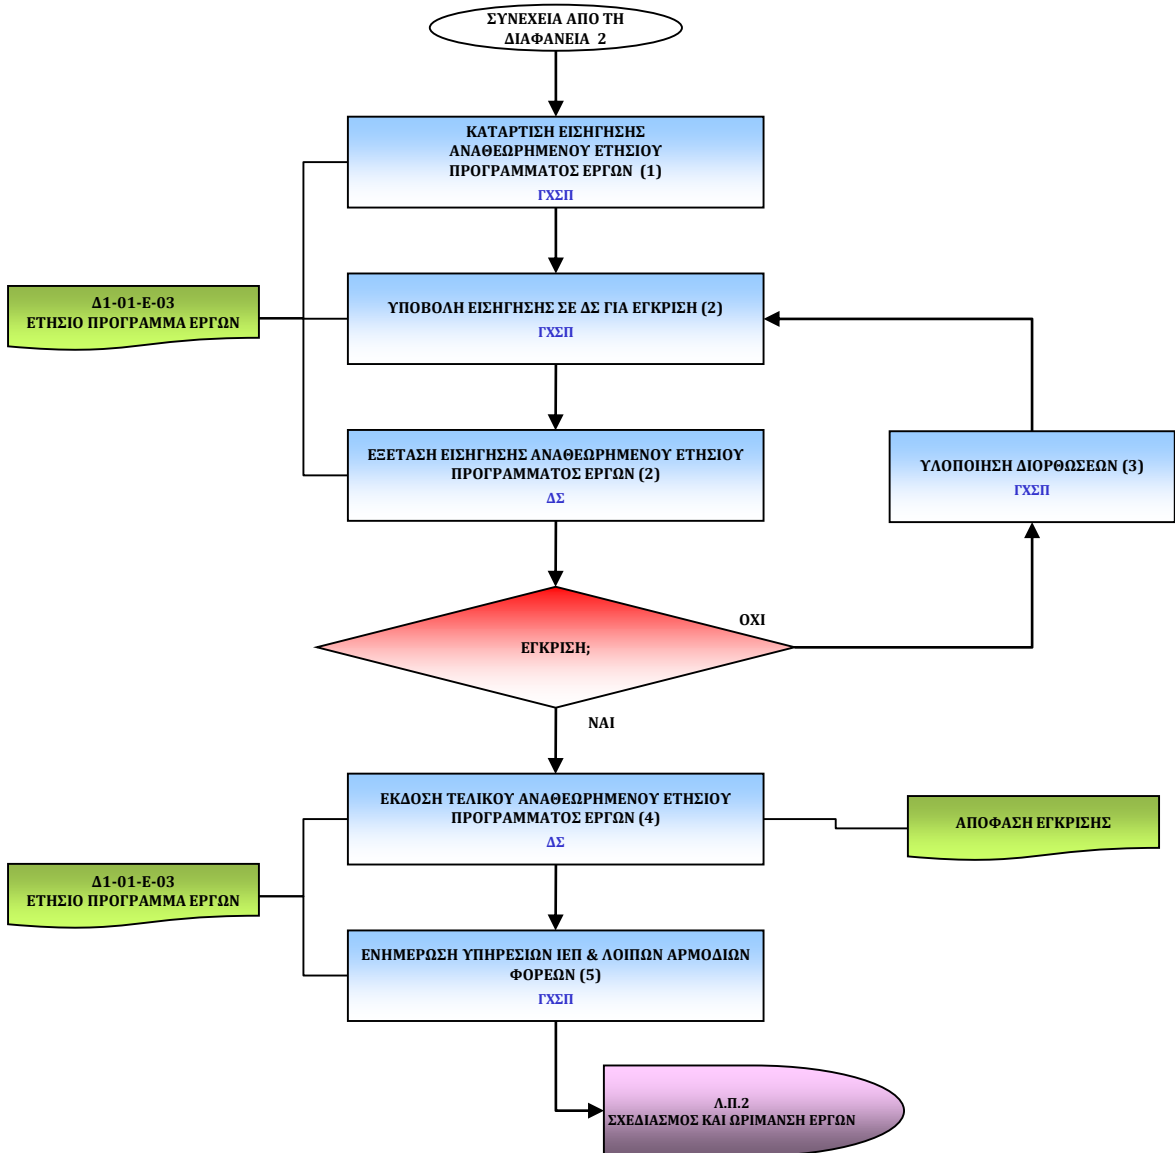 ΣΥΝΕΧΕΙΑ ΑΠΟ ΤΗ
ΔΙΑΦΑΝΕΙΑ 2
ΚΑΤΑΡΤΙΣΗ ΕΙΣΗΓΗΣΗΣ
ΑΝΑΘΕΩΡΗΜΕΝΟΥ ΕΤΗΣΙΟΥ
ΠΡΟΓΡΑΜΜΑΤΟΣ ΕΡΓΩΝ (1)
ΓΧΣΠ
Δ1-01-Ε-03
ΕΤΗΣΙΟ ΠΡΟΓΡΑΜΜΑ ΕΡΓΩΝ
ΥΠΟΒΟΛΗ ΕΙΣΗΓΗΣΗΣ ΣΕ ΔΣ ΓΙΑ ΕΓΚΡΙΣΗ (2)
ΓΧΣΠ
ΕΞΕΤΑΣΗ ΕΙΣΗΓΗΣΗΣ ΑΝΑΘΕΩΡΗΜΕΝΟΥ ΕΤΗΣΙΟΥ
ΠΡΟΓΡΑΜΜΑΤΟΣ ΕΡΓΩΝ (2)
ΔΣ
ΥΛΟΠΟΙΗΣΗ ΔΙΟΡΘΩΣΕΩΝ (3)
ΓΧΣΠ
ΕΓΚΡΙΣΗ;
ΟΧΙ
ΝΑΙ
ΕΚΔΟΣΗ ΤΕΛΙΚΟΥ ΑΝΑΘΕΩΡΗΜΕΝΟΥ ΕΤΗΣΙΟΥ
ΠΡΟΓΡΑΜΜΑΤΟΣ ΕΡΓΩΝ (4)
ΔΣ
ΑΠΟΦΑΣΗ ΕΓΚΡΙΣΗΣ
Δ1-01-Ε-03
ΕΤΗΣΙΟ ΠΡΟΓΡΑΜΜΑ ΕΡΓΩΝ
ΕΝΗΜΕΡΩΣΗ ΥΠΗΡΕΣΙΩΝ ΙΕΠ & ΛΟΙΠΩΝ ΑΡΜΟΔΙΩΝ
ΦΟΡΕΩΝ (5)
ΓΧΣΠ
Λ.Π.2
ΣΧΕΔΙΑΣΜΟΣ ΚΑΙ ΩΡΙΜΑΝΣΗ ΕΡΓΩΝ